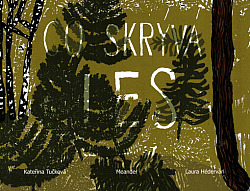 CO SKRÝVÁ
LES
Kateřina Tučková Meander Laura Hédervári